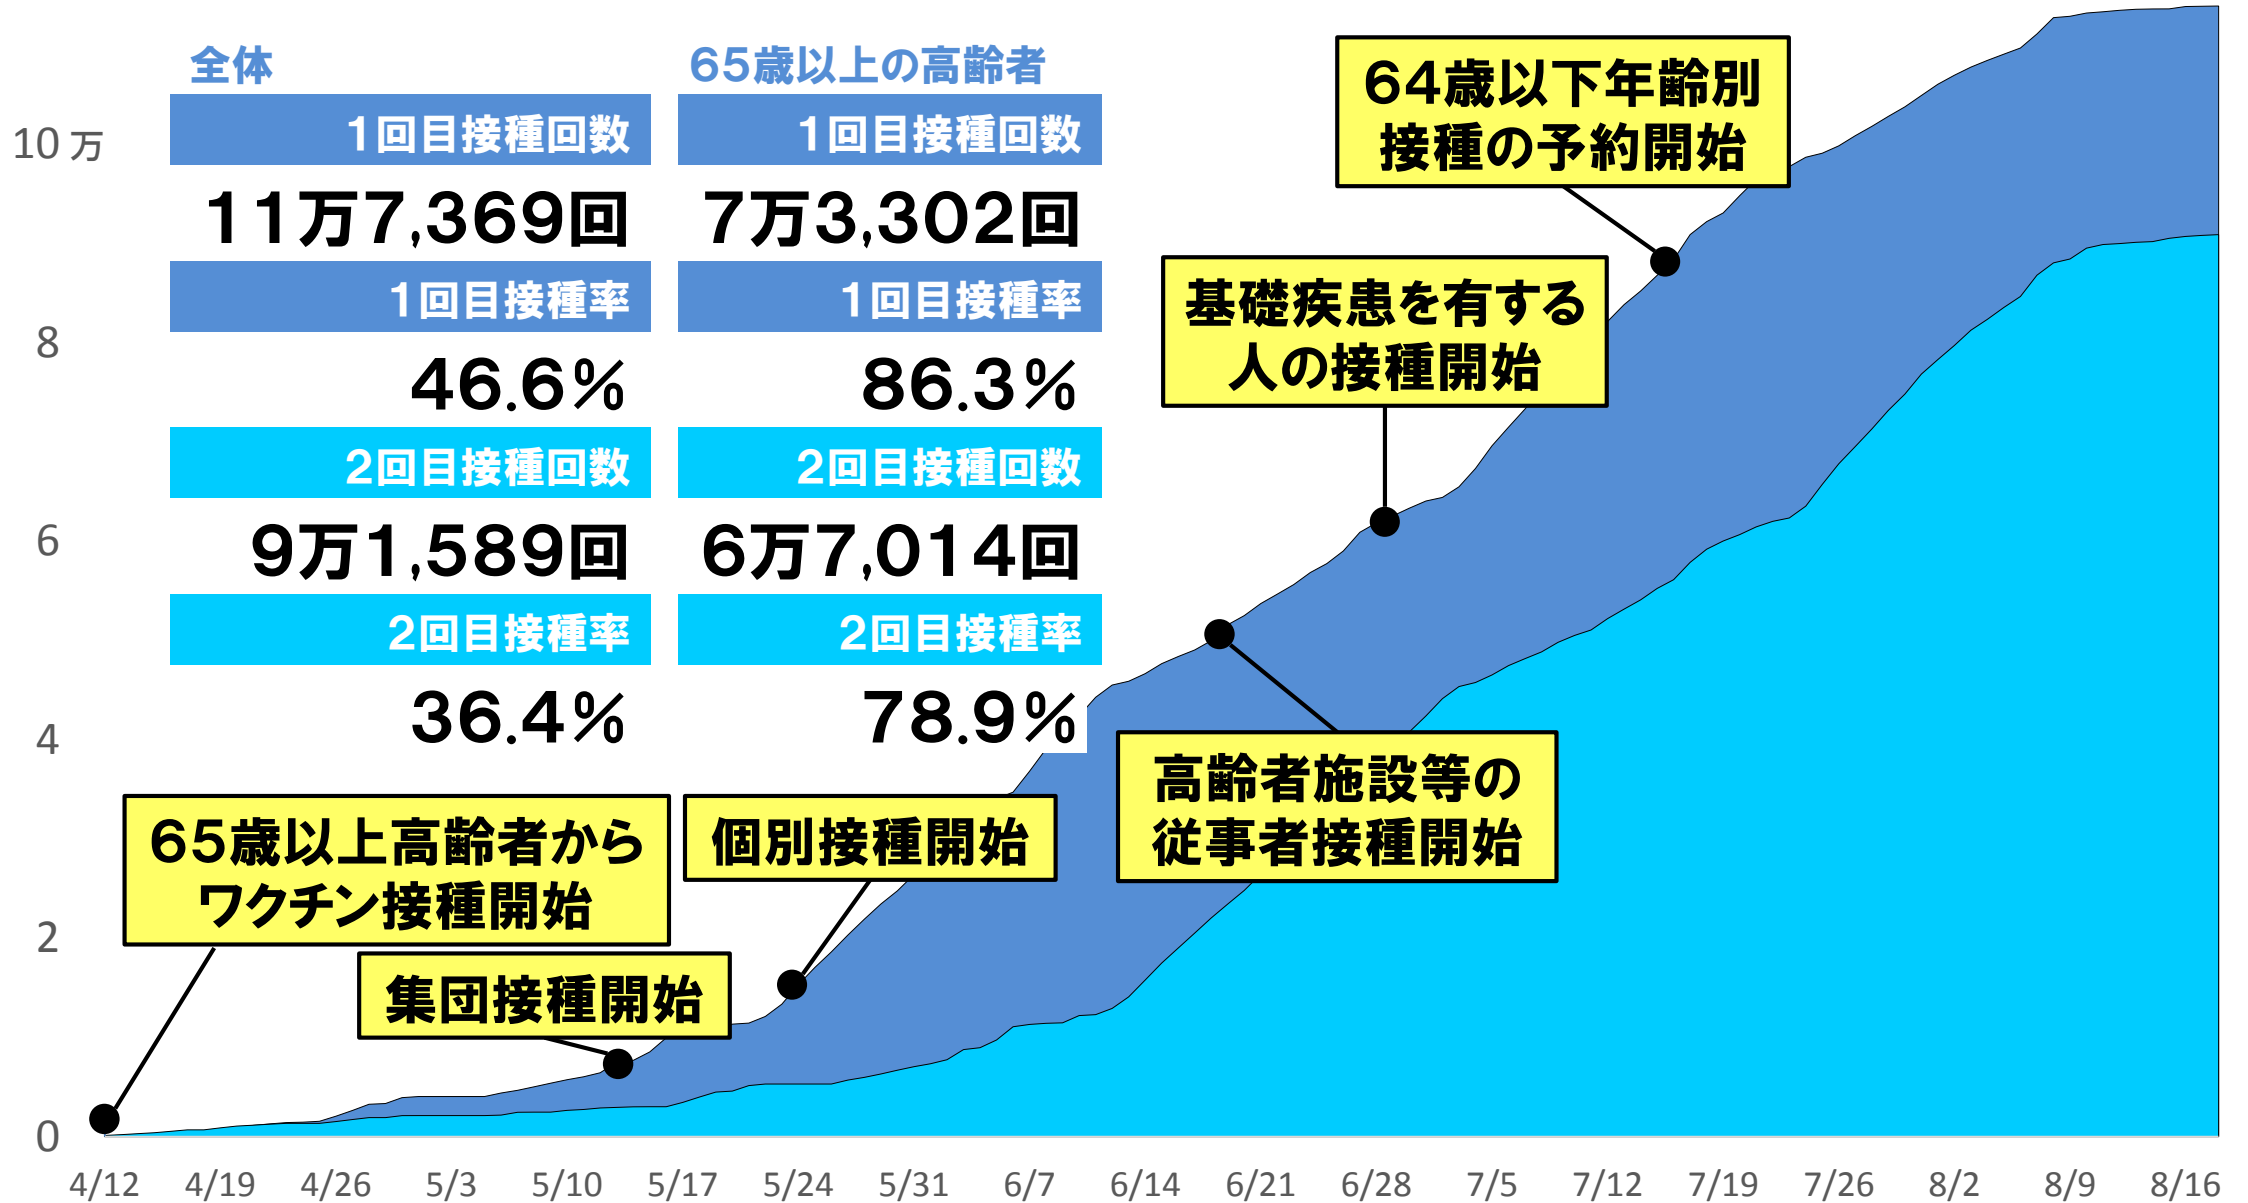 全体
1回目接種回数
11万7,369回
1回目接種率
46.6%
2回目接種回数
9万1,589回
2回目接種率
36.4%
65歳以上の高齢者
1回目接種回数
7万3,302回
1回目接種率
86.3%
2回目接種回数
6万7,014回
2回目接種率
78.9%
64歳以下年齢別
接種の予約開始
基礎疾患を有する
人の接種開始
高齢者施設等の
従事者接種開始
個別接種開始
65歳以上高齢者から
ワクチン接種開始
集団接種開始
10万
8
6
4
2
0
4/12 4/19 4/26 5/3 5/10 5/17 5/24 5/31 6/7 6/14 6/21 6/28 7/5 7/12 7/19 7/26 8/2 8/9 8/16